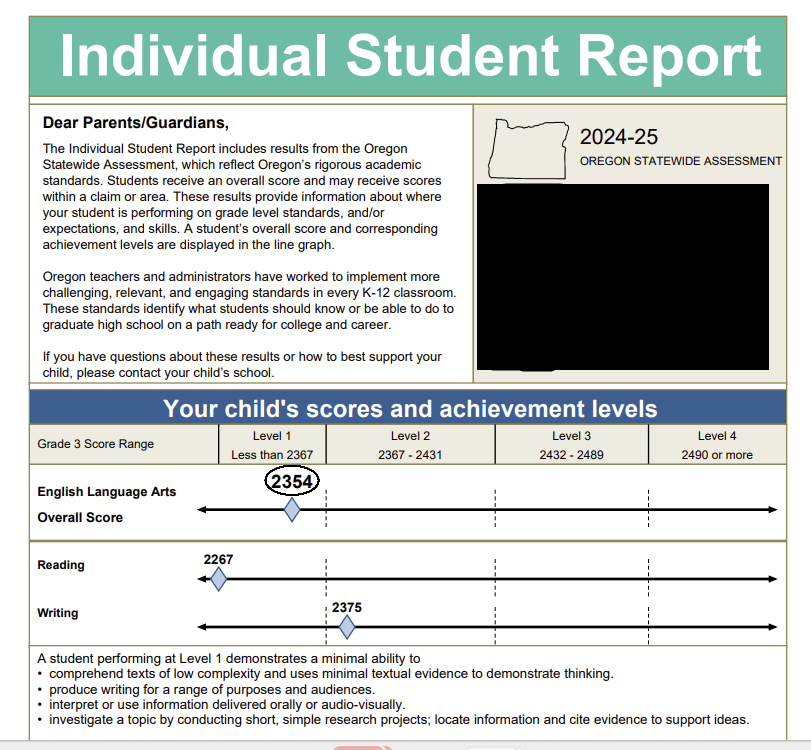 Individual Student Report
Dear Parents/Guardians,
The Individual Student Report includes results from the Oregon
Statewide Assessment, which reflect Oregon's rigorous academic
standards. Students receive an overall score and may receive scores
within a claim or area. These results provide information about where
your student is performing on grade level standards, and/or
expectations, and skills. A student's overall score and corresponding
achievement levels are displayed in the line graph.
Oregon teachers and administrators have worked to implement more
challenging, relevant, and engaging standards in every K-12 classroom.
These standards identify what students should know or be able to do to
graduate high school on a path ready for college and career.
If you have questions about these results or how to best support your
child, please contact your child's school.
2024-25
OREGON STATEWIDE ASSESSMENT
Your child's scores and achievement levels
Grade 3 Score Range
Level 1
Less than 2367
Level 2
2367 - 2431
Level 3
2432 - 2489
Level 4
2490 or more
English Language Arts
Overall Score
2354
Reading
2267
Writing
2375
A student performing at Level 1 demonstrates a minimal ability to
• comprehend texts of low complexity and uses minimal textual evidence to demonstrate thinking.
• produce writing for a range of purposes and audiences.
• interpret or use information delivered orally or audio-visually.
• investigate a topic by conducting short, simple research projects; locate information and cite evidence to support ideas.